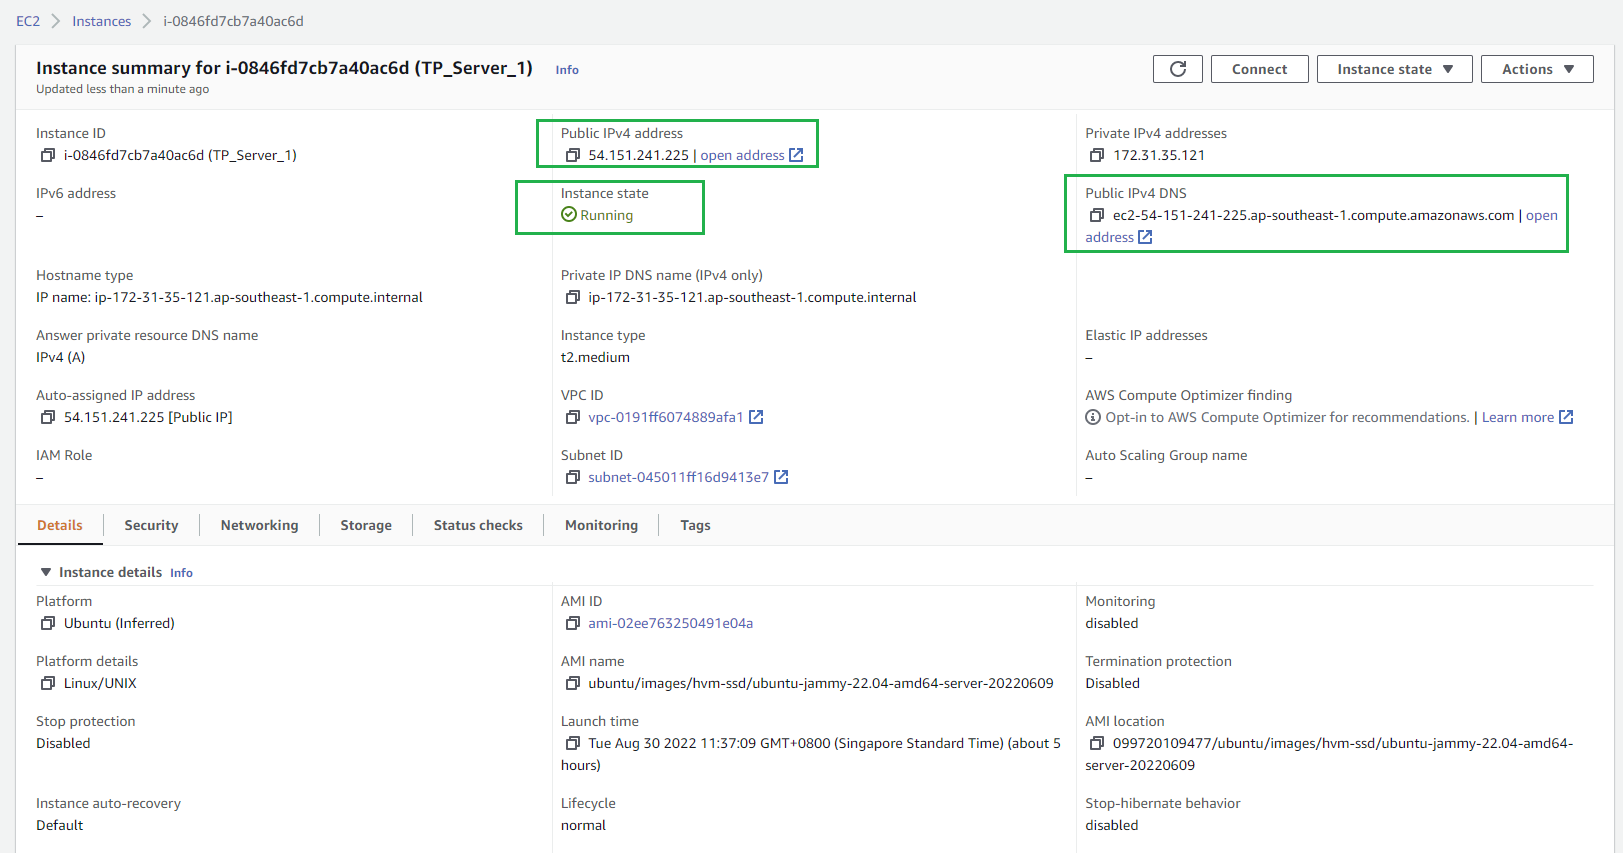 EC2 > Instances > i-0846fd7cb7a40ac6d
Instance summary for i-0846fd7cb7a40ac6d (TP_Server_1) Info
Updated less than a minute ago
Connect
Instance state
Actions
Instance ID
i-0846fd7cb7a40ac6d (TP_Server_1)
Public IPv4 address
54.151.241.225 | open address
Private IPv4 addresses
172.31.35.121
IPv6 address
–
Instance state
Running
Public IPv4 DNS
ec2-54-151-241-225.ap-southeast-1.compute.amazonaws.com | open
address
Hostname type
IP name: ip-172-31-35-121.ap-southeast-1.compute.internal
Private IP DNS name (IPv4 only)
ip-172-31-35-121.ap-southeast-1.compute.internal
Answer private resource DNS name
IPv4 (A)
Instance type
t2.medium
Elastic IP addresses
–
Auto-assigned IP address
54.151.241.225 [Public IP]
VPC ID
vpc-0191ff6074889afa1
AWS Compute Optimizer finding
Opt-in to AWS Compute Optimizer for recommendations. | Learn more
IAM Role
–
Subnet ID
subnet-045011ff16d9413e7
Auto Scaling Group name
–
Details
Security
Networking
Storage
Status checks
Monitoring
Tags
Instance details Info
Platform
Ubuntu (Inferred)
AMI ID
ami-02ee763250491e04a
Monitoring
disabled
Platform details
Linux/UNIX
AMI name
ubuntu/images/hvm-ssd/ubuntu-jammy-22.04-amd64-server-20220609
Termination protection
Disabled
Stop protection
Disabled
Launch time
Tue Aug 30 2022 11:37:09 GMT+0800 (Singapore Standard Time) (about 5
hours)
AMI location
099720109477/ubuntu/images/hvm-ssd/ubuntu-jammy-22.04-amd64-
server-20220609
Instance auto-recovery
Default
Lifecycle
normal
Stop-hibernate behavior
disabled